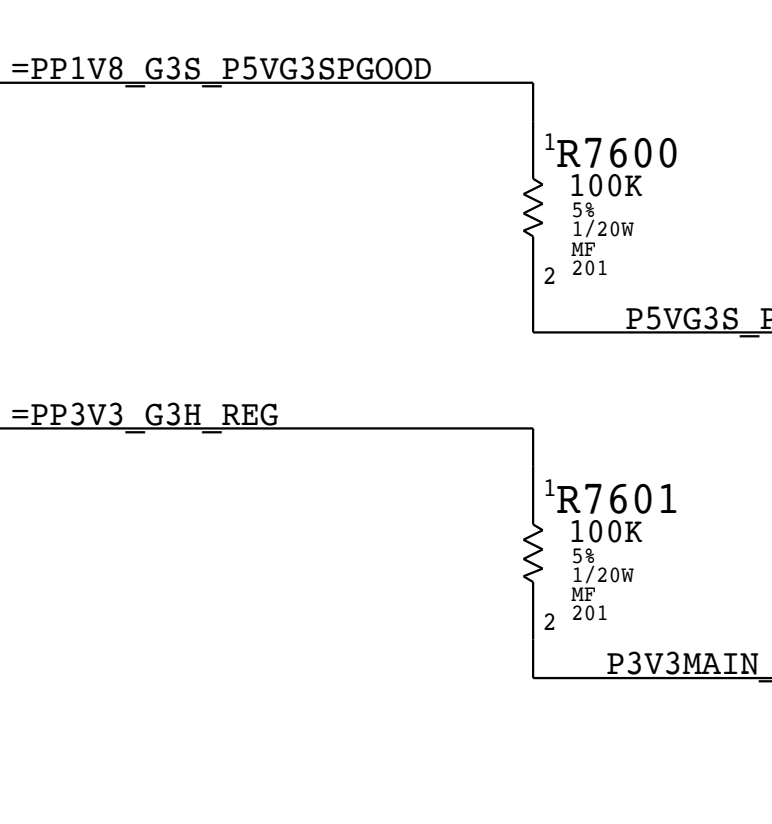 =PP1V8_G3S_P5VG3SPGOOD
1
R7600
100K
5%
1/20W
MF
201
2
P5VG3S_P
=PP3V3_G3H_REG
1
R7601
100K
5%
1/20W
MF
201
2
P3V3MAIN_